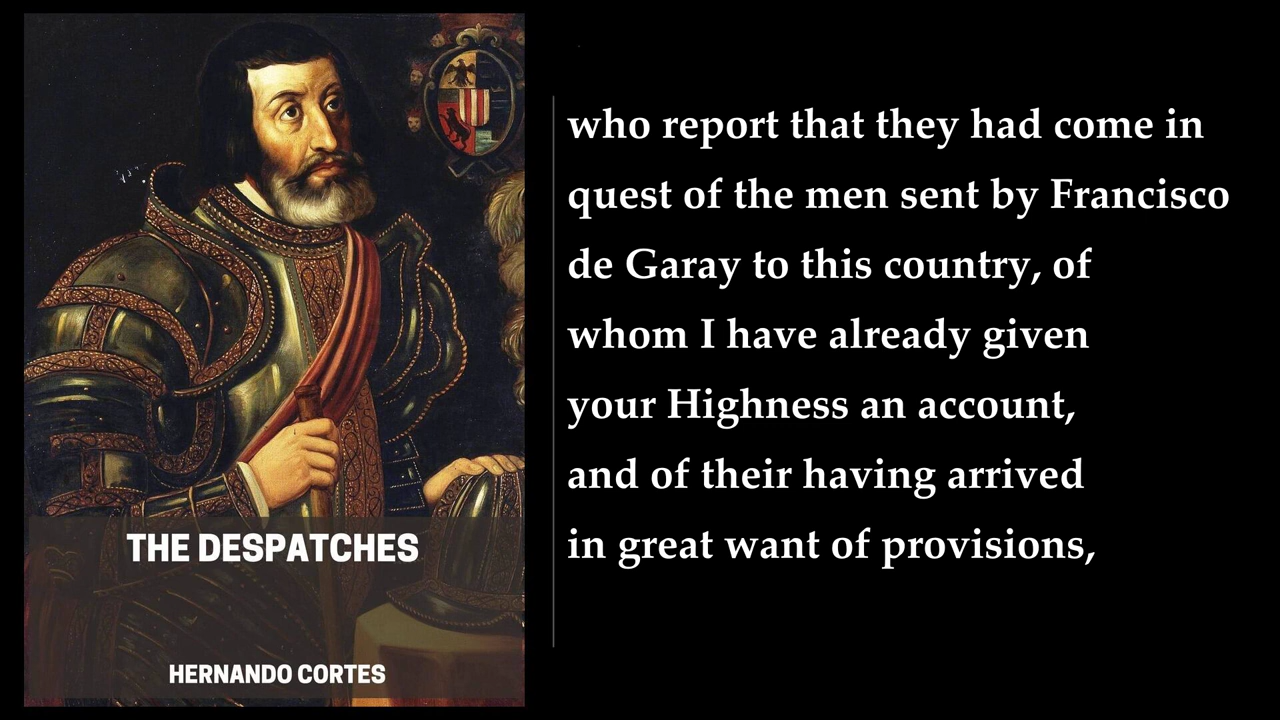 THE DESPATCHES
HERNANDO CORTES
who report that they had come in
quest of the men sent by Francisco
de Garay to this country, of
whom I have already given
your Highness an account,
and of their having arrived
in great want of provisions,